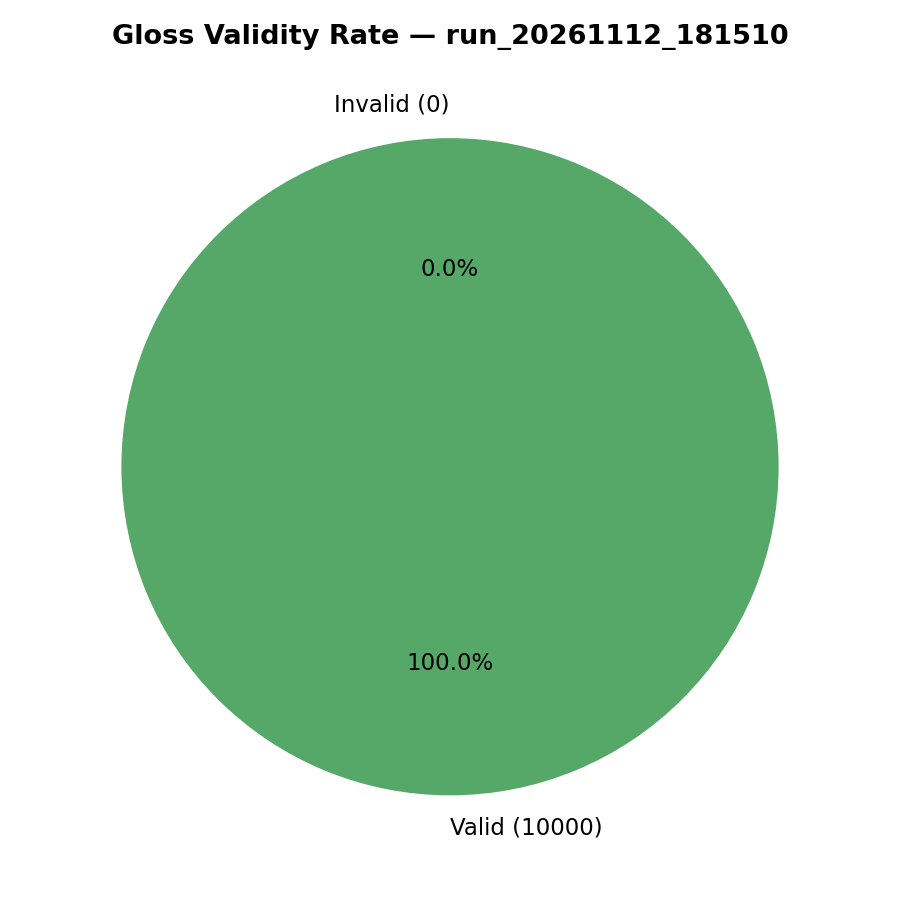 Gloss Validity Rate — run_20261112_181510
Invalid (0)
0.0%
100.0%
Valid (10000)